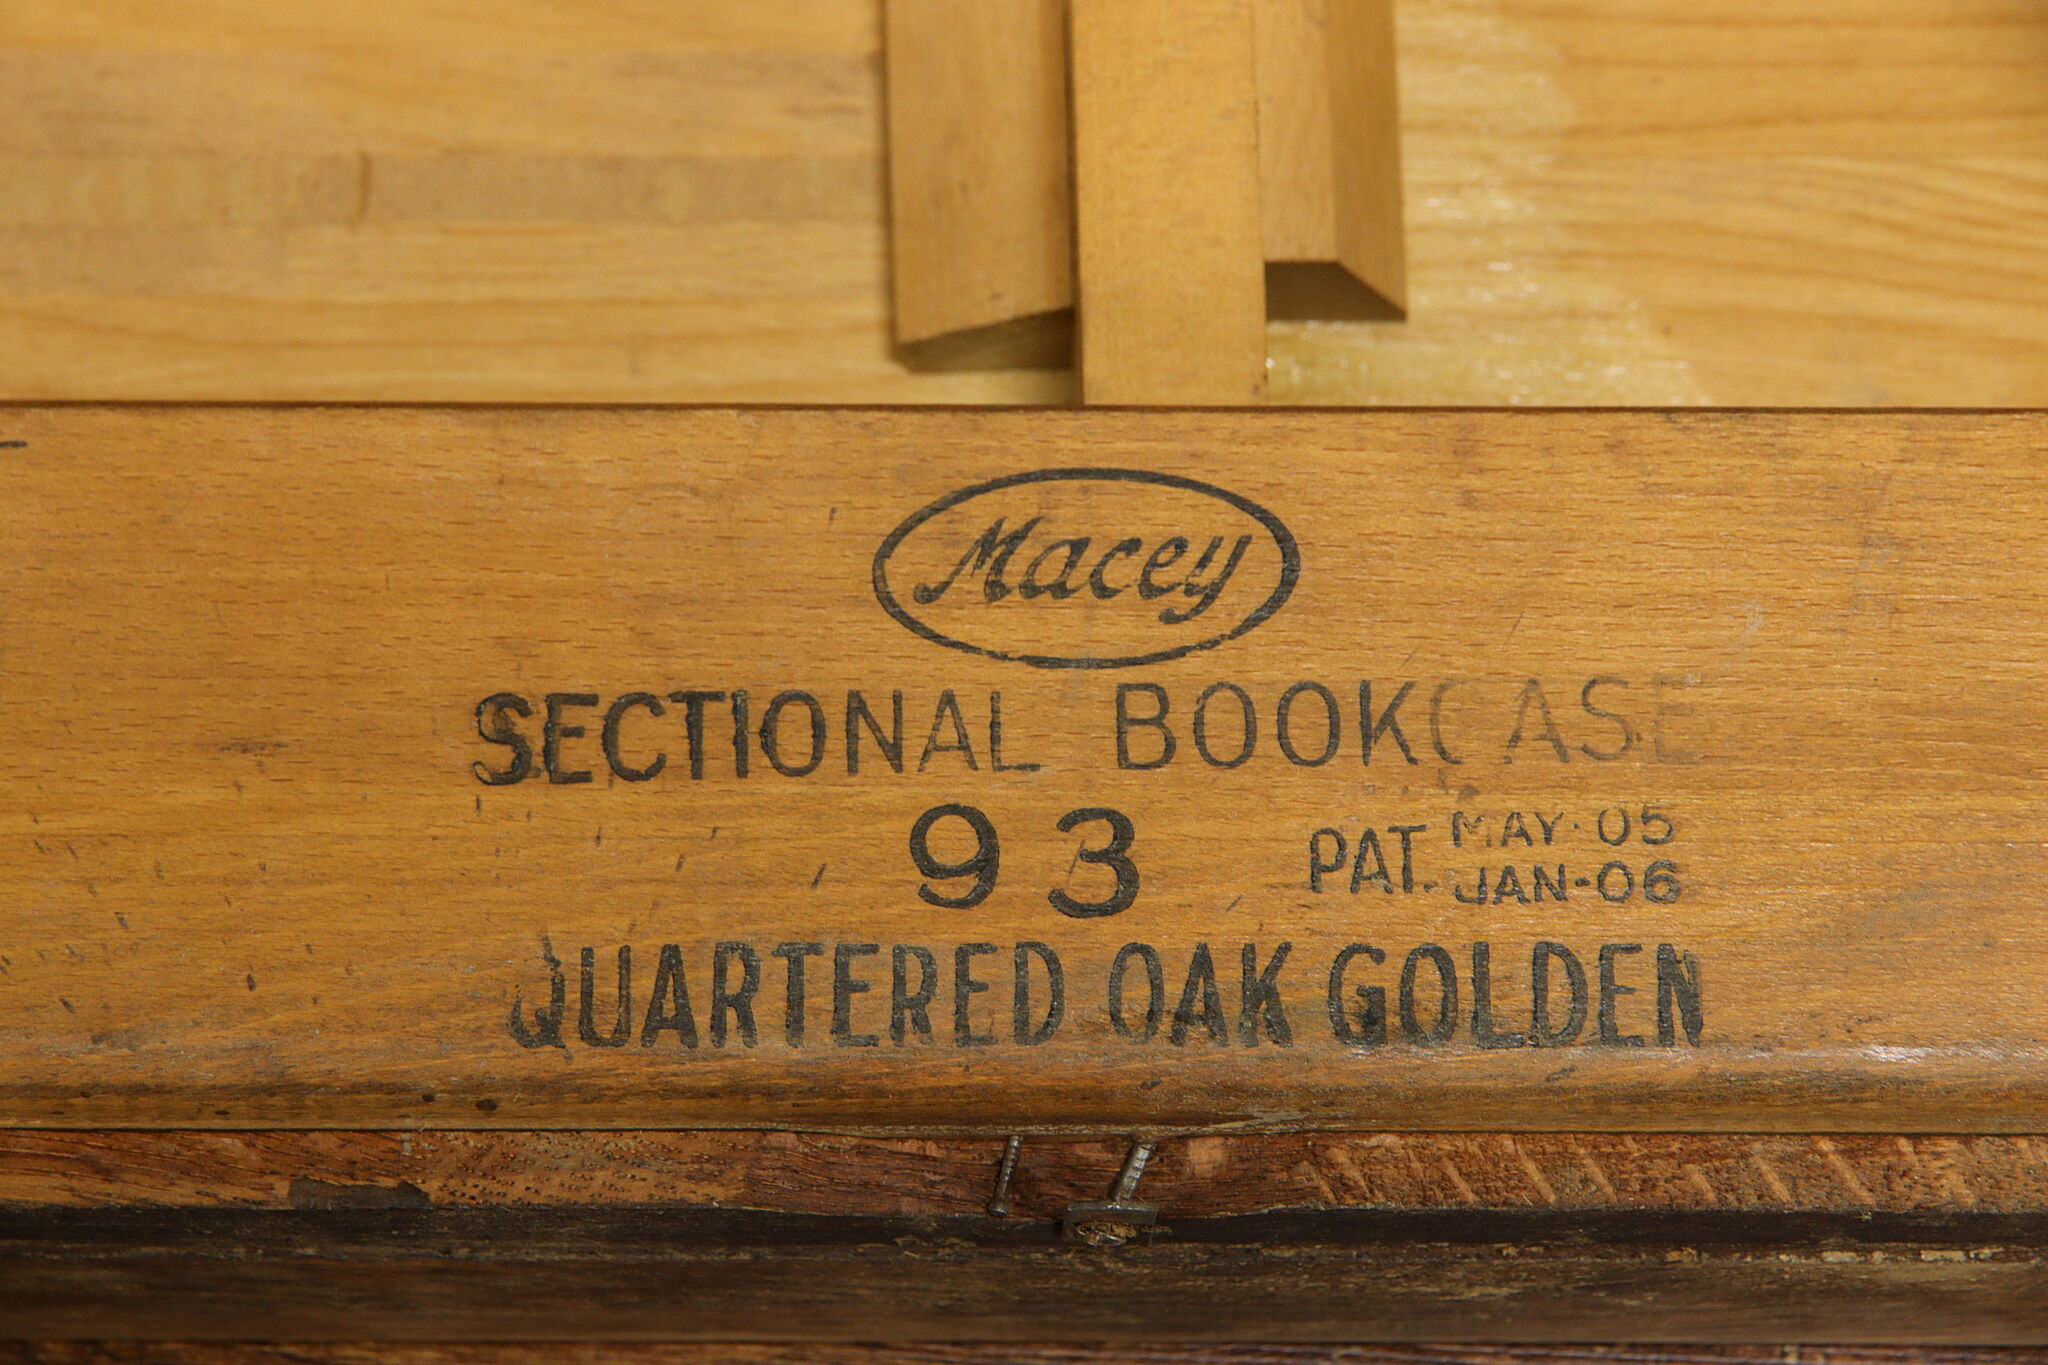 Macey
SECTIONAL BOOKCASE
93 PAT. MAY·05
JAN-06
QUARTERED OAK GOLDEN